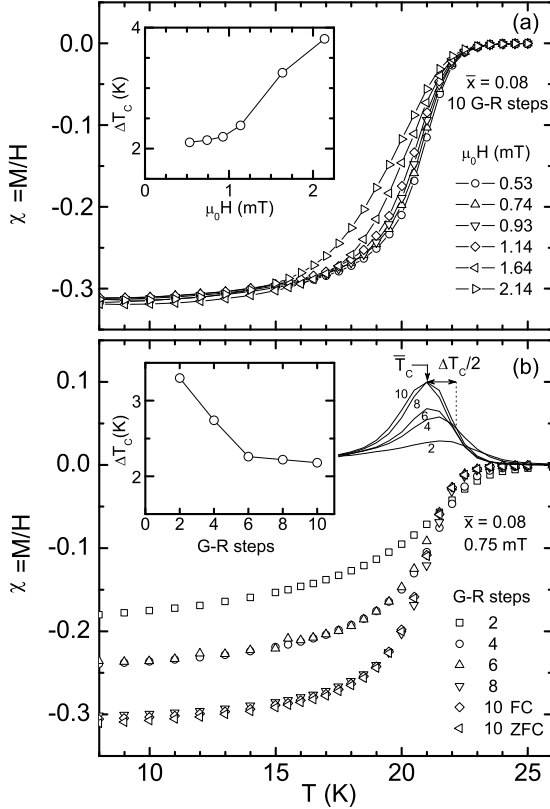 (a)
0.0
-0.1
-0.2
-0.3
χ =M/H
4
2
ΔT_C (K)
0 1 2
μ₀H (mT)
x̄ = 0.08
10 G-R steps
μ₀H (mT)
0.53
0.74
0.93
1.14
1.64
2.14
(b)
0.1
0.0
-0.1
-0.2
-0.3
χ =M/H
3
2
ΔT_C(K)
0 2 4 6 8 10
G-R steps
T̄_C ΔT_C/2
10
8
6
4
2
x̄ = 0.08
0.75 mT
G-R steps
2
4
6
8
10 FC
10 ZFC
10 15 20 25
T (K)